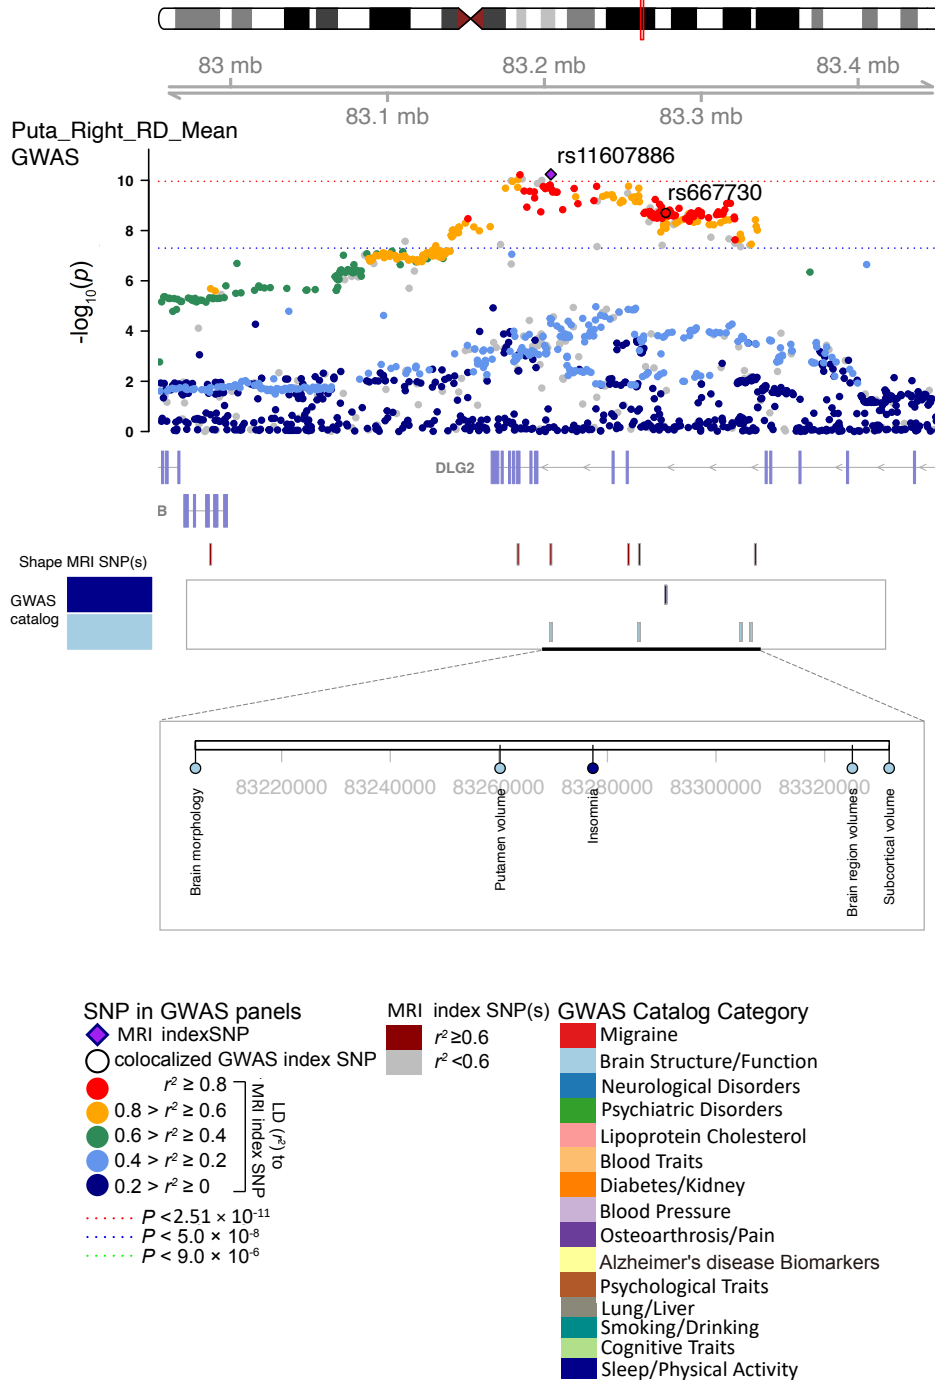 83 mb
83.2 mb
83.4 mb
83.1 mb
83.3 mb
Puta_Right_RD_Mean
GWAS
rs11607886
rs667730
-log10(p)
10
8
6
4
2
0
DLG2
B
Shape MRI SNP(s)
GWAS
catalog
83220000
83240000
83260000
83280000
83300000
83320000
Brain morphology
Putamen volume
Insomnia
Brain region volumes
Subcortical volume
SNP in GWAS panels
MRI indexSNP
colocalized GWAS index SNP
r² ≥ 0.8
0.8 > r² ≥ 0.6
0.6 > r² ≥ 0.4
0.4 > r² ≥ 0.2
0.2 > r² ≥ 0
LD (r²) to
MRI index SNP
P <2.51 × 10⁻¹¹
P < 5.0 × 10⁻⁸
P < 9.0 × 10⁻⁶
MRI index SNP(s)
r² ≥0.6
r² <0.6
GWAS Catalog Category
Migraine
Brain Structure/Function
Neurological Disorders
Psychiatric Disorders
Lipoprotein Cholesterol
Blood Traits
Diabetes/Kidney
Blood Pressure
Osteoarthrosis/Pain
Alzheimer's disease Biomarkers
Psychological Traits
Lung/Liver
Smoking/Drinking
Cognitive Traits
Sleep/Physical Activity